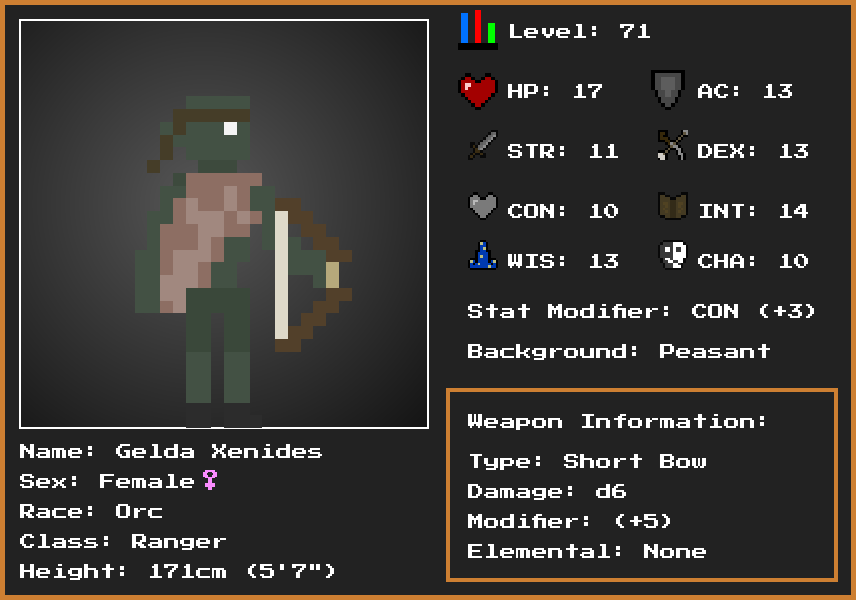 Level: 71
HP: 17
AC: 13
STR: 11
DEX: 13
CON: 10
INT: 14
WIS: 13
CHA: 10
Stat Modifier: CON (+3)
Background: Peasant
Weapon Information:
Type: Short Bow
Damage: d6
Modifier: (+5)
Elemental: None
Name: Gelda Xenides
Sex: Female♀
Race: Orc
Class: Ranger
Height: 171cm (5'7")